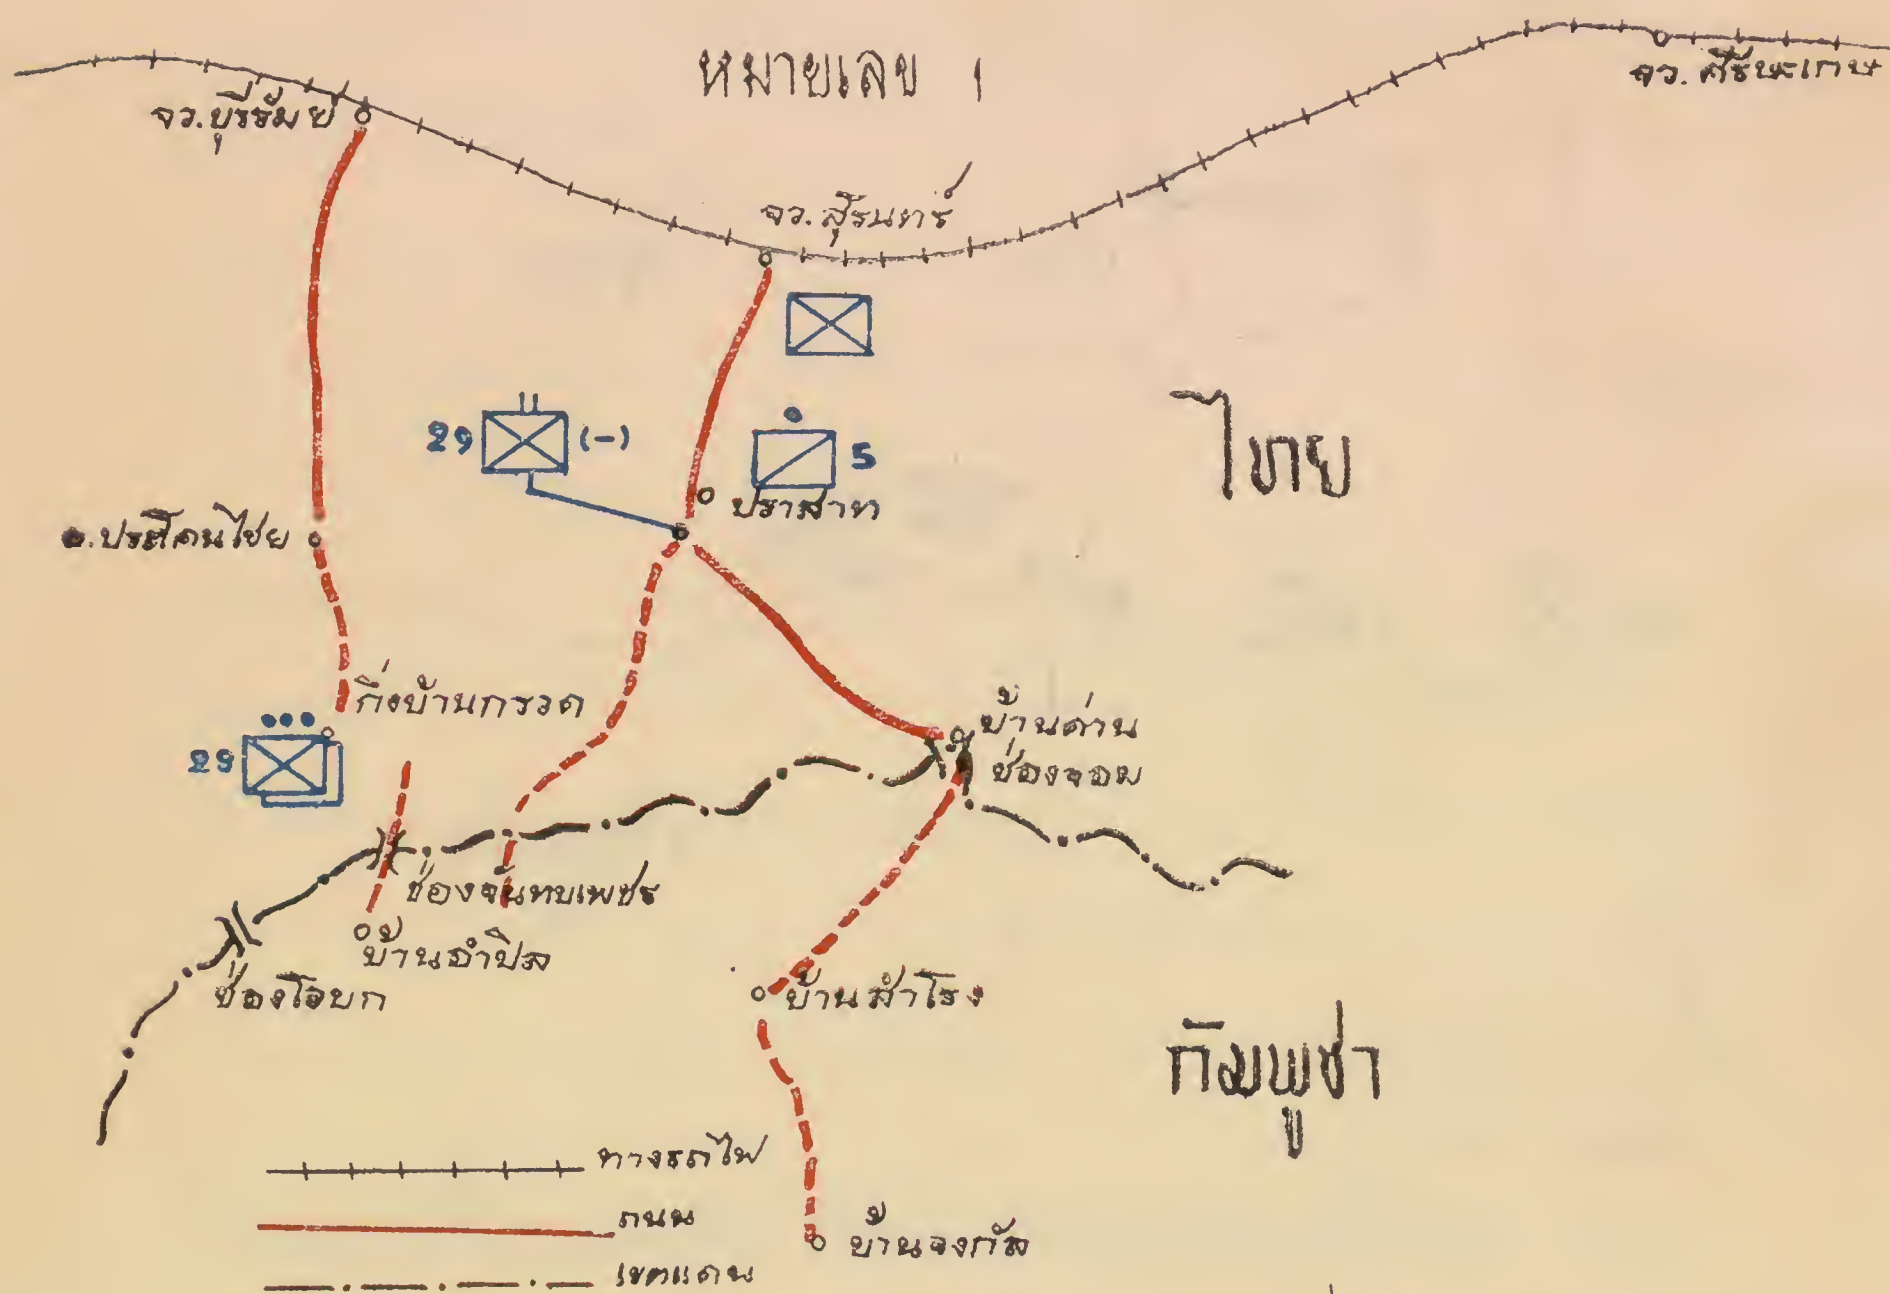 หมายเลข 1
จว.บุรีรัมย์
จว.ศรีษะเกษ
จว.สุรินทร์
29 (-)
5
ปราสาท
ไทย
อ.ประโคนไชย
กิ่งบ้านกรวด
29
บ้านด่าน
ช่องจอม
ช่องจันทบเพชร
บ้านอำปิล
ช่องโอบก
บ้านสำโรง
กัมพูชา
ทางรถไฟ
ถนน
บ้านจงกัล
เขตแดน